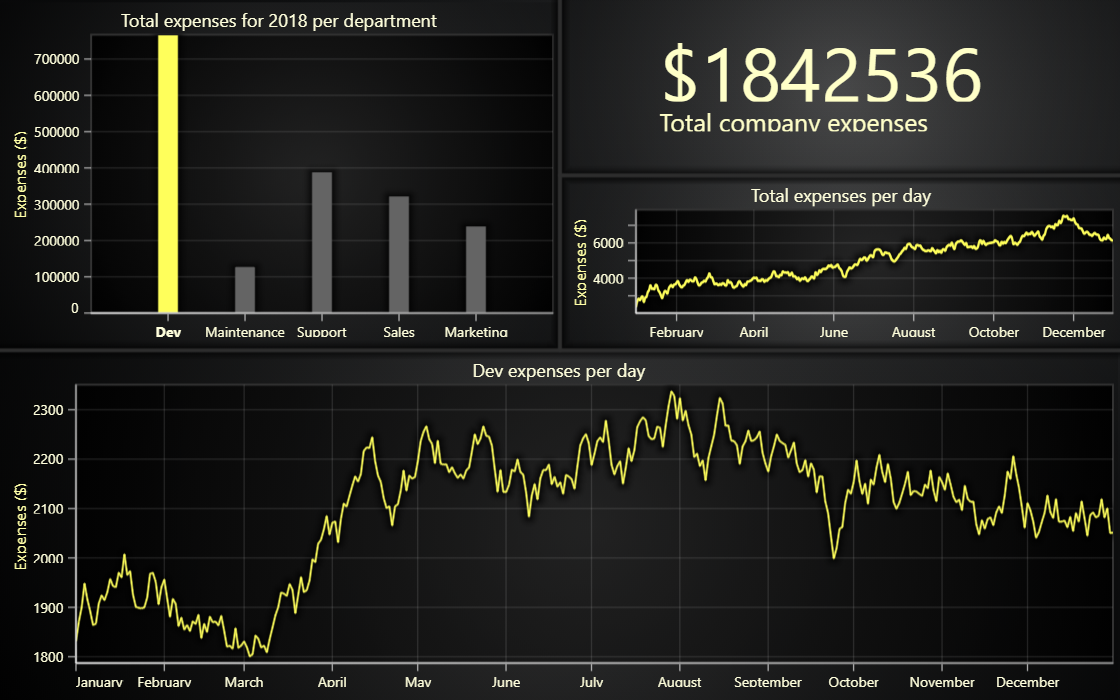 Total expenses for 2018 per department
Expenses ($)
700000
600000
500000
400000
300000
200000
100000
0
Dev Maintenance Support Sales Marketing
$1842536
Total company expenses
Total expenses per day
Expenses ($)
6000
4000
February April June August October December
Dev expenses per day
Expenses ($)
2300
2200
2100
2000
1900
1800
January February March April May June July August September October November December